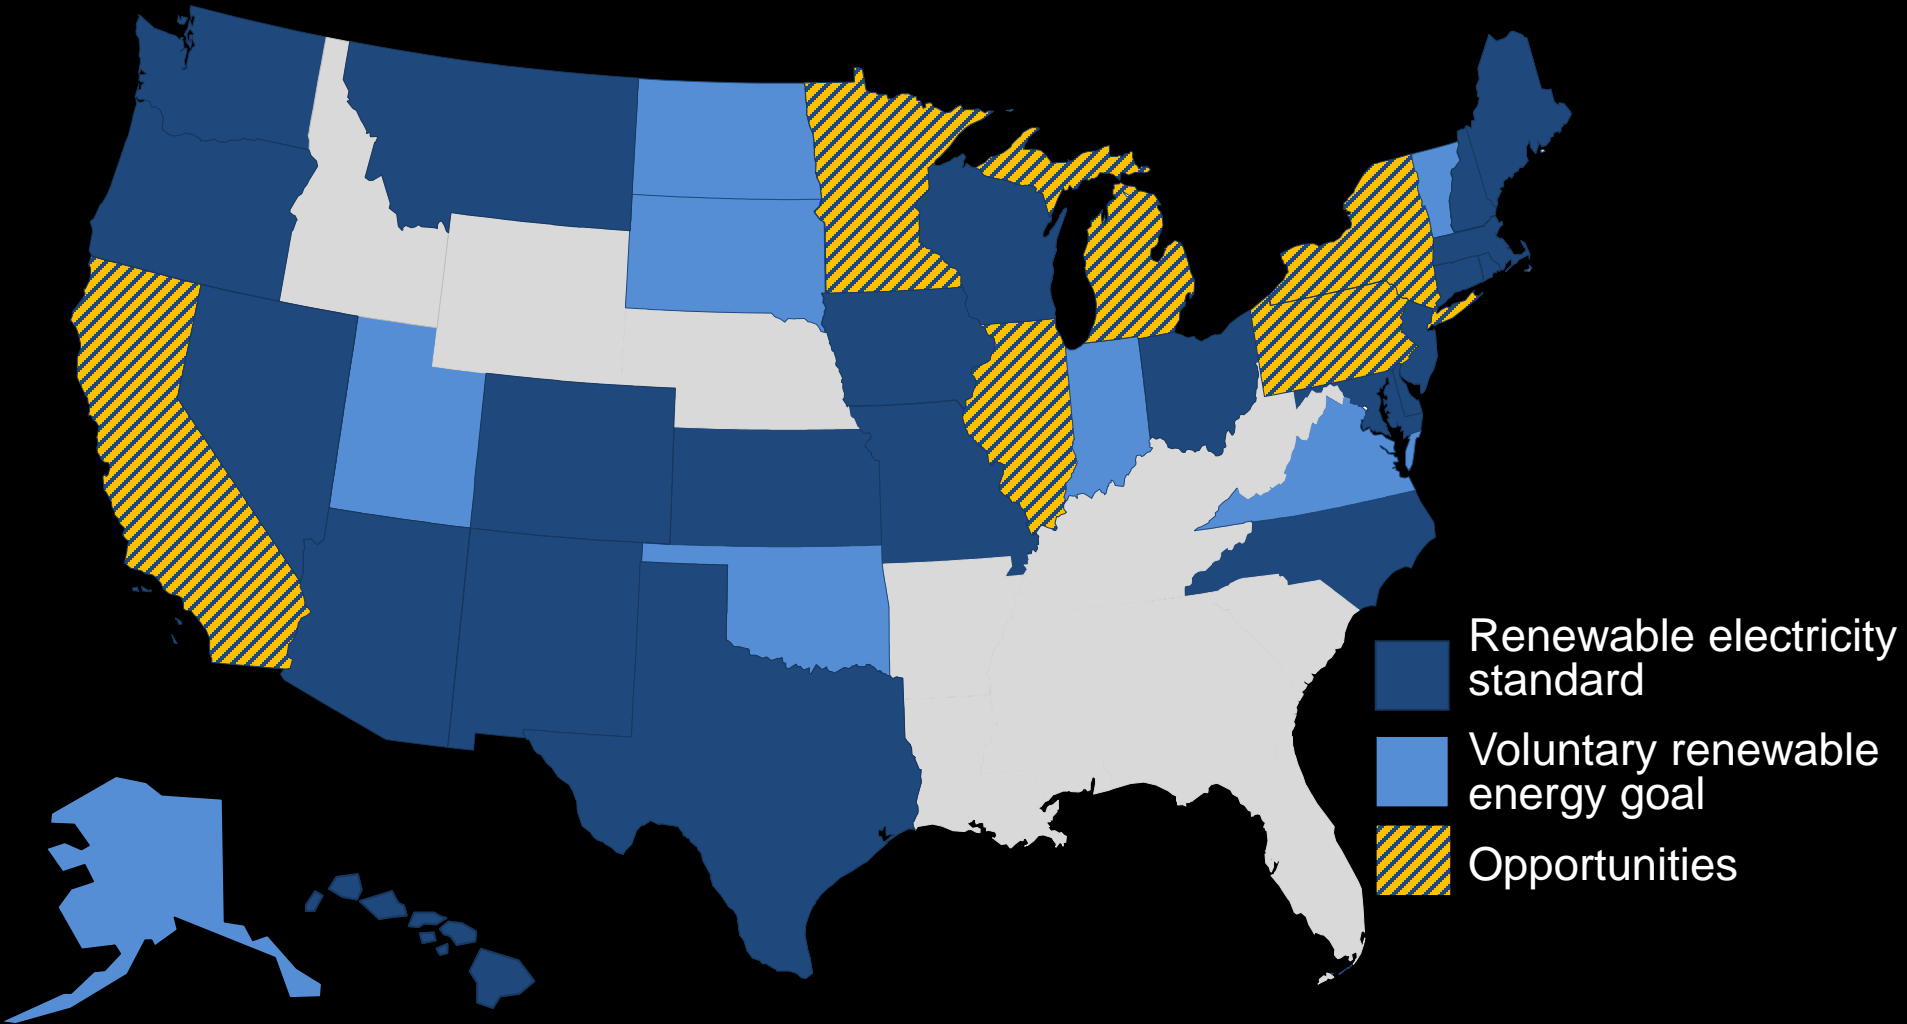 Renewable electricity
standard
Voluntary renewable
energy goal
Opportunities